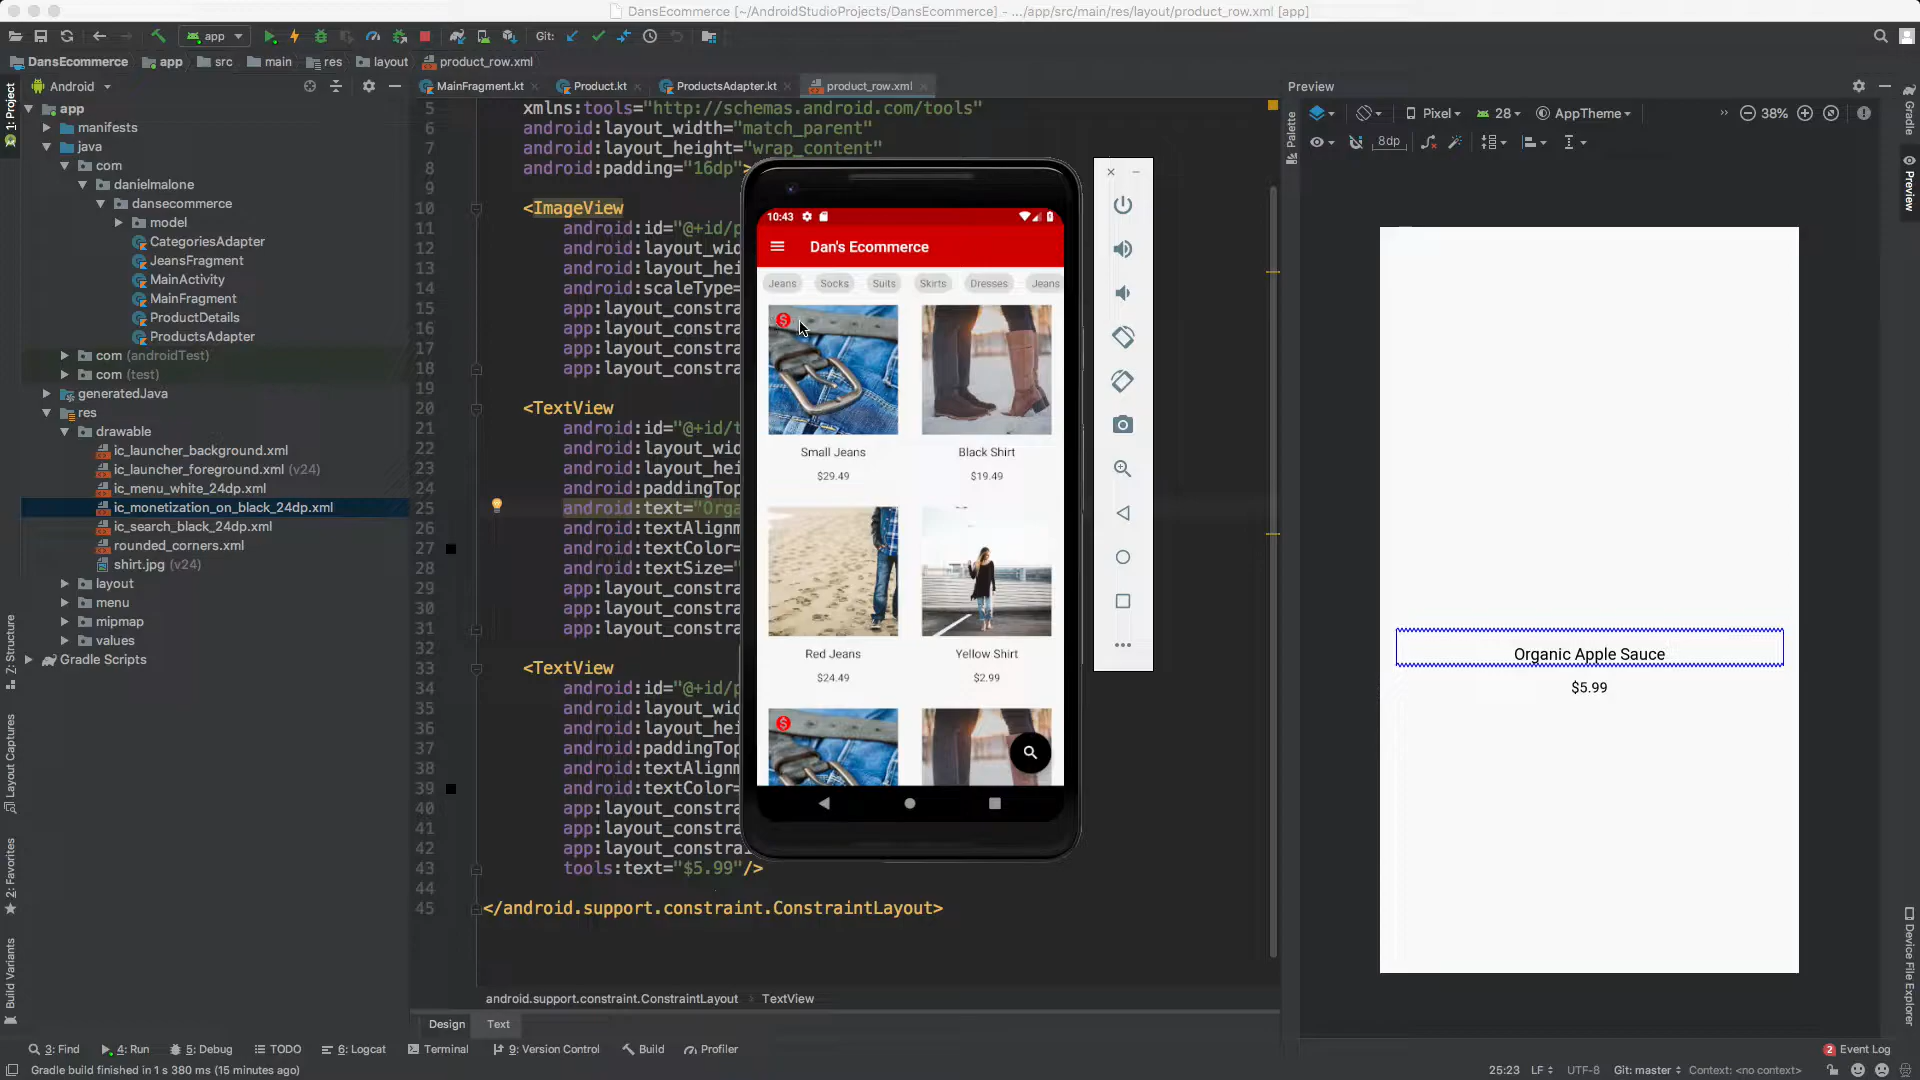 DansEcommerce [~/AndroidStudioProjects/DansEcommerce] - .../app/src/main/res/layout/product_row.xml [app]
app
Git:
DansEcommerce
app
src
main
res
layout
product_row.xml
Android
MainFragment.kt
Product.kt
ProductsAdapter.kt
product_row.xml
Preview
1: Project
Z: Structure
Layout Captures
2: Favorites
Build Variants
app
manifests
java
com
danielmalone
dansecommerce
model
CategoriesAdapter
JeansFragment
MainActivity
MainFragment
ProductDetails
ProductsAdapter
com (androidTest)
com (test)
generatedJava
res
drawable
ic_launcher_background.xml
ic_launcher_foreground.xml (v24)
ic_menu_white_24dp.xml
ic_monetization_on_black_24dp.xml
ic_search_black_24dp.xml
rounded_corners.xml
shirt.jpg (v24)
layout
menu
mipmap
values
Gradle Scripts
5 xmlns:tools="http://schemas.android.com/tools"
6 android:layout_width="match_parent"
7 android:layout_height="wrap_content"
8 android:padding="16dp">
9
10 <ImageView
11 android:id="@+id/p
12 android:layout_wid
13 android:layout_hei
14 android:scaleType=
15 app:layout_constra
16 app:layout_constra
17 app:layout_constra
18 app:layout_constra
19
20 <TextView
21 android:id="@+id/t
22 android:layout_wid
23 android:layout_hei
24 android:paddingTop
25 android:text="Orga
26 android:textAlignm
27 android:textColor=
28 android:textSize="
29 app:layout_constra
30 app:layout_constra
31 app:layout_constra
32
33 <TextView
34 android:id="@+id/p
35 android:layout_wid
36 android:layout_hei
37 android:paddingTop
38 android:textAlignm
39 android:textColor=
40 app:layout_constra
41 app:layout_constra
42 app:layout_constrai
43 tools:text="$5.99"/>
44
45 </android.support.constraint.ConstraintLayout>
10:43
Dan's Ecommerce
Jeans Socks Suits Skirts Dresses Jeans
Small Jeans
$29.49
Black Shirt
$19.49
Red Jeans
$24.49
Yellow Shirt
$2.99
Palette
Pixel
28
AppTheme
38%
8dp
Organic Apple Sauce
$5.99
Gradle
Preview
Device File Explorer
android.support.constraint.ConstraintLayout
TextView
Design Text
3: Find
4: Run
5: Debug
TODO
6: Logcat
Terminal
9: Version Control
Build
Profiler
2 Event Log
Gradle build finished in 1 s 380 ms (15 minutes ago)
25:23 LF UTF-8 Git: master Context: <no context>